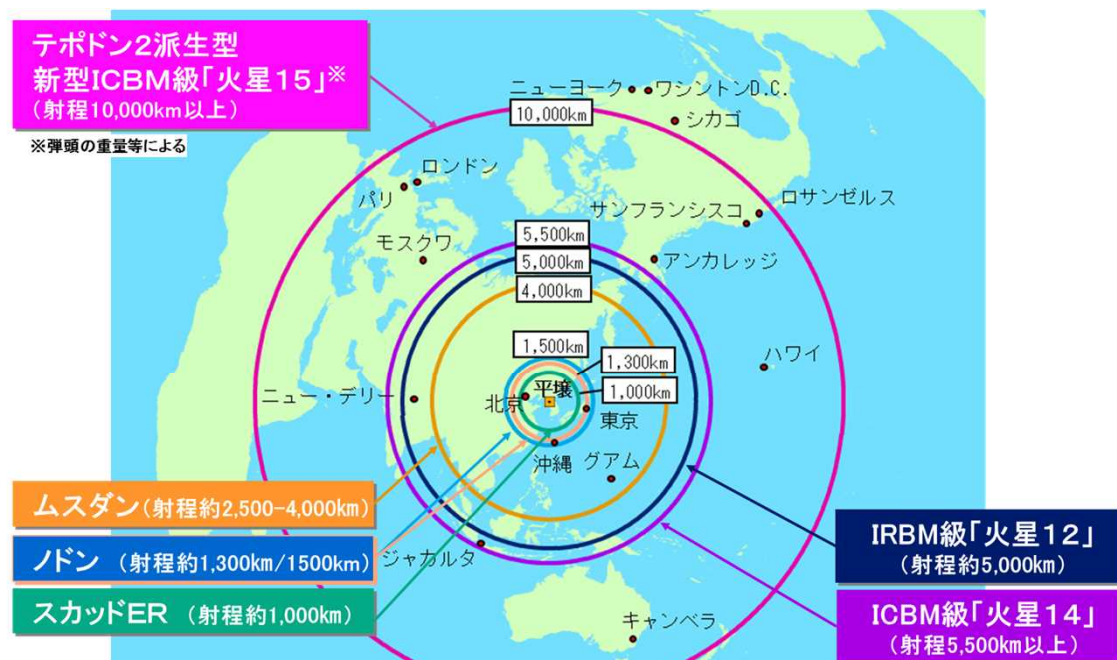 テポドン2派生型
新型ICBM級「火星15」※
(射程10,000km以上)
※弾頭の重量等による
ニューヨーク
ワシントンD.C.
10,000km
シカゴ
ロンドン
パリ
ロサンゼルス
サンフランシスコ
モスクワ
5,500km
5,000km
アンカレッジ
4,000km
1,500km
1,300km
ハワイ
平壌
1,000km
ニュー・デリー
北京
東京
沖縄
グアム
ムスダン(射程約2,500-4,000km)
ノドン (射程約1,300km/1500km)
ジャカルタ
スカッドER (射程約1,000km)
IRBM級「火星12」
(射程約5,000km)
キャンベラ
ICBM級「火星14」
(射程5,500km以上)